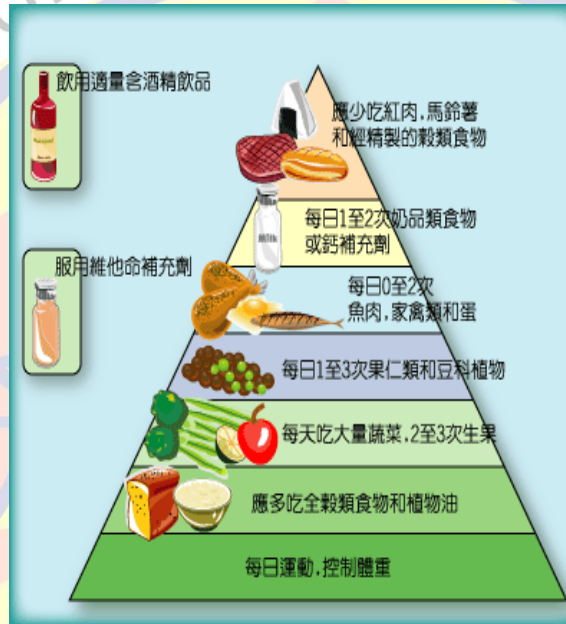 飲用適量含酒精飲品
應少吃紅肉.馬鈴薯
和經精製的穀類食物
每日1至2次奶品類食物
或鈣補充劑
服用維他命補充劑
每日0至2次
魚肉.家禽類和蛋
每日1至3次果仁類和豆科植物
每天吃大量蔬菜.2至3次生果
應多吃全穀類食物和植物油
每日運動.控制體重